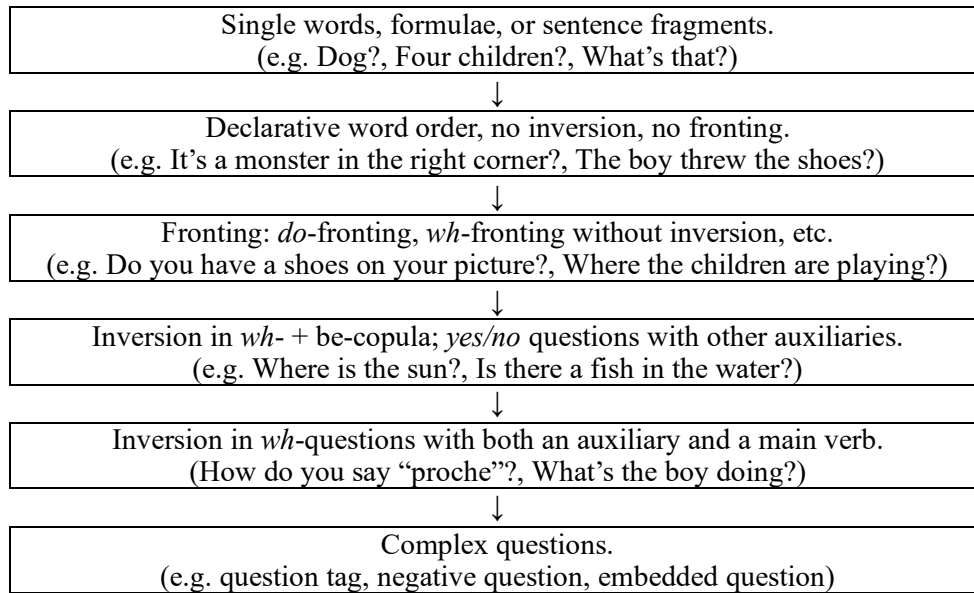 Single words, formulae, or sentence fragments.
(e.g. Dog?, Four children?, What’s that?)
↓
Declarative word order, no inversion, no fronting.
(e.g. It’s a monster in the right corner?, The boy threw the shoes?)
↓
Fronting: do-fronting, wh-fronting without inversion, etc.
(e.g. Do you have a shoes on your picture?, Where the children are playing?)
↓
Inversion in wh- + be-copula; yes/no questions with other auxiliaries.
(e.g. Where is the sun?, Is there a fish in the water?)
↓
Inversion in wh-questions with both an auxiliary and a main verb.
(How do you say “proche”?, What’s the boy doing?)
↓
Complex questions.
(e.g. question tag, negative question, embedded question)